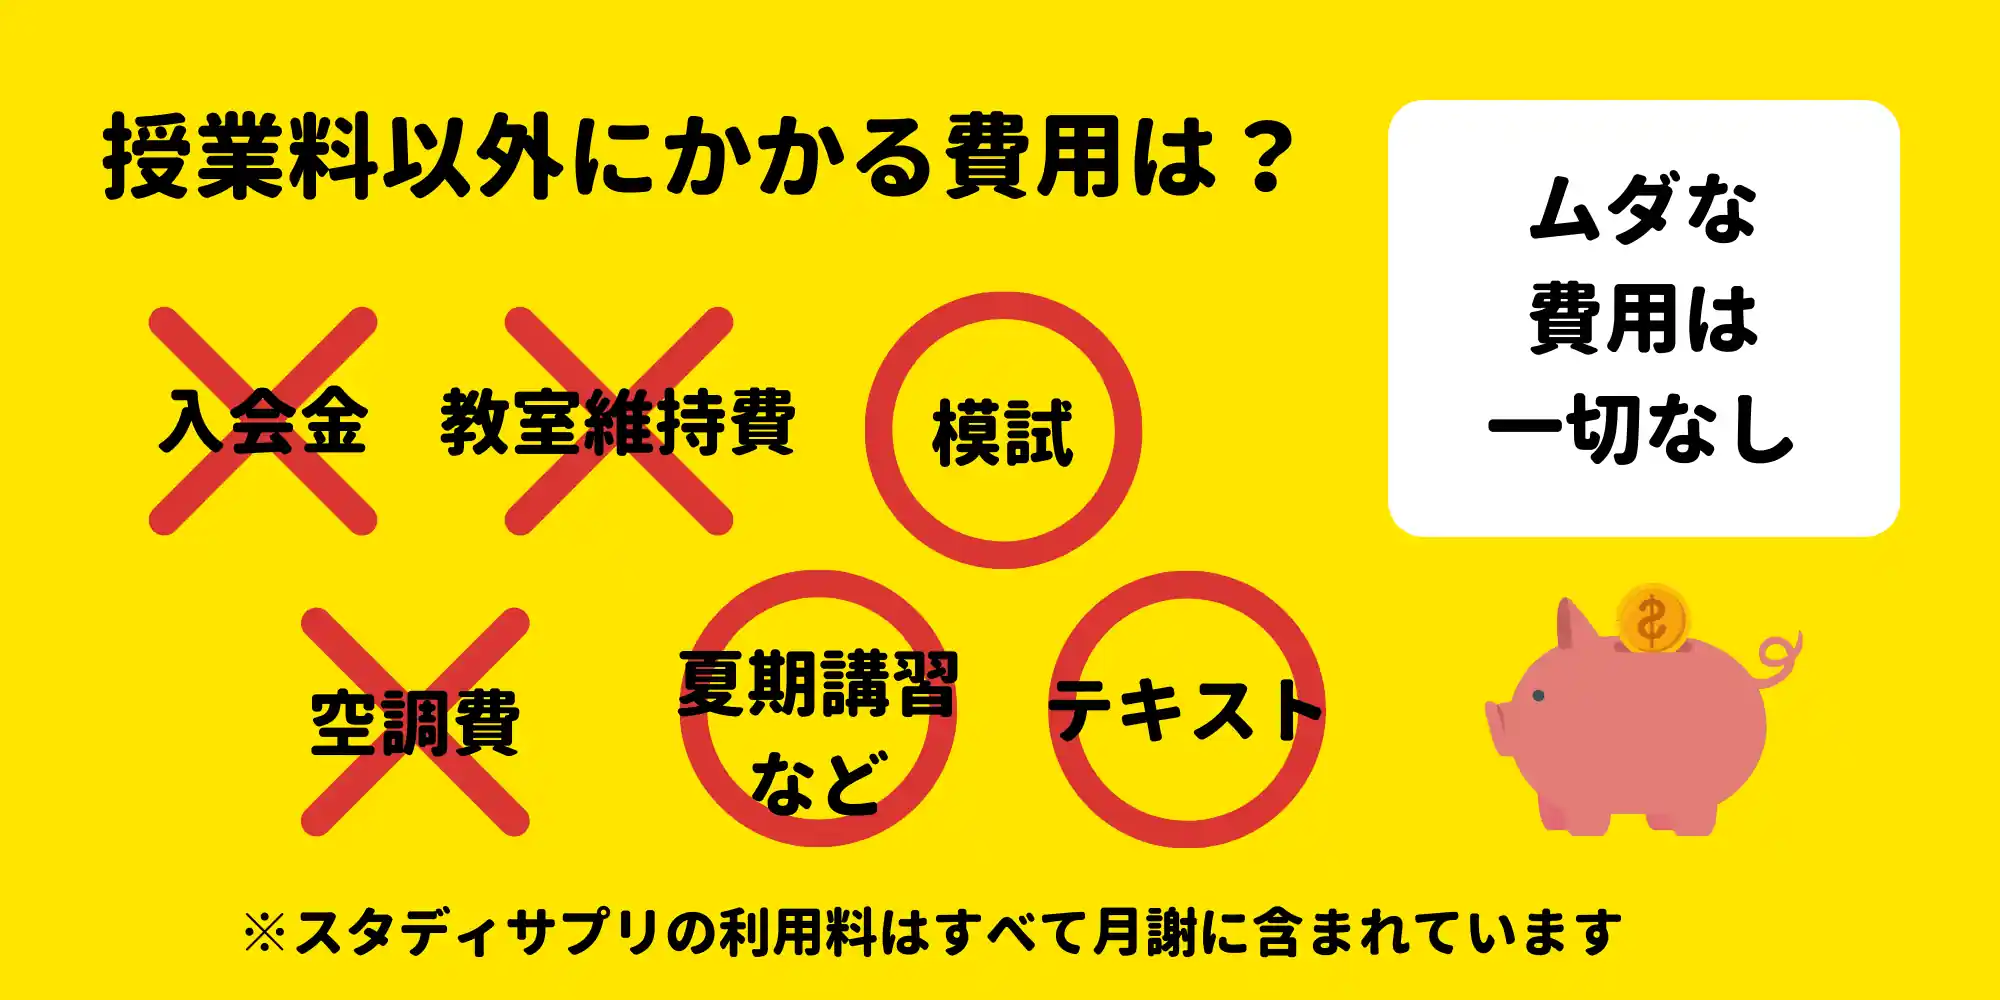 授業料以外にかかる費用は？
ムダな
費用は
一切なし
入会金
教室維持費
模試
空調費
夏期講習
など
テキスト
※スタディサプリの利用料はすべて月謝に含まれています